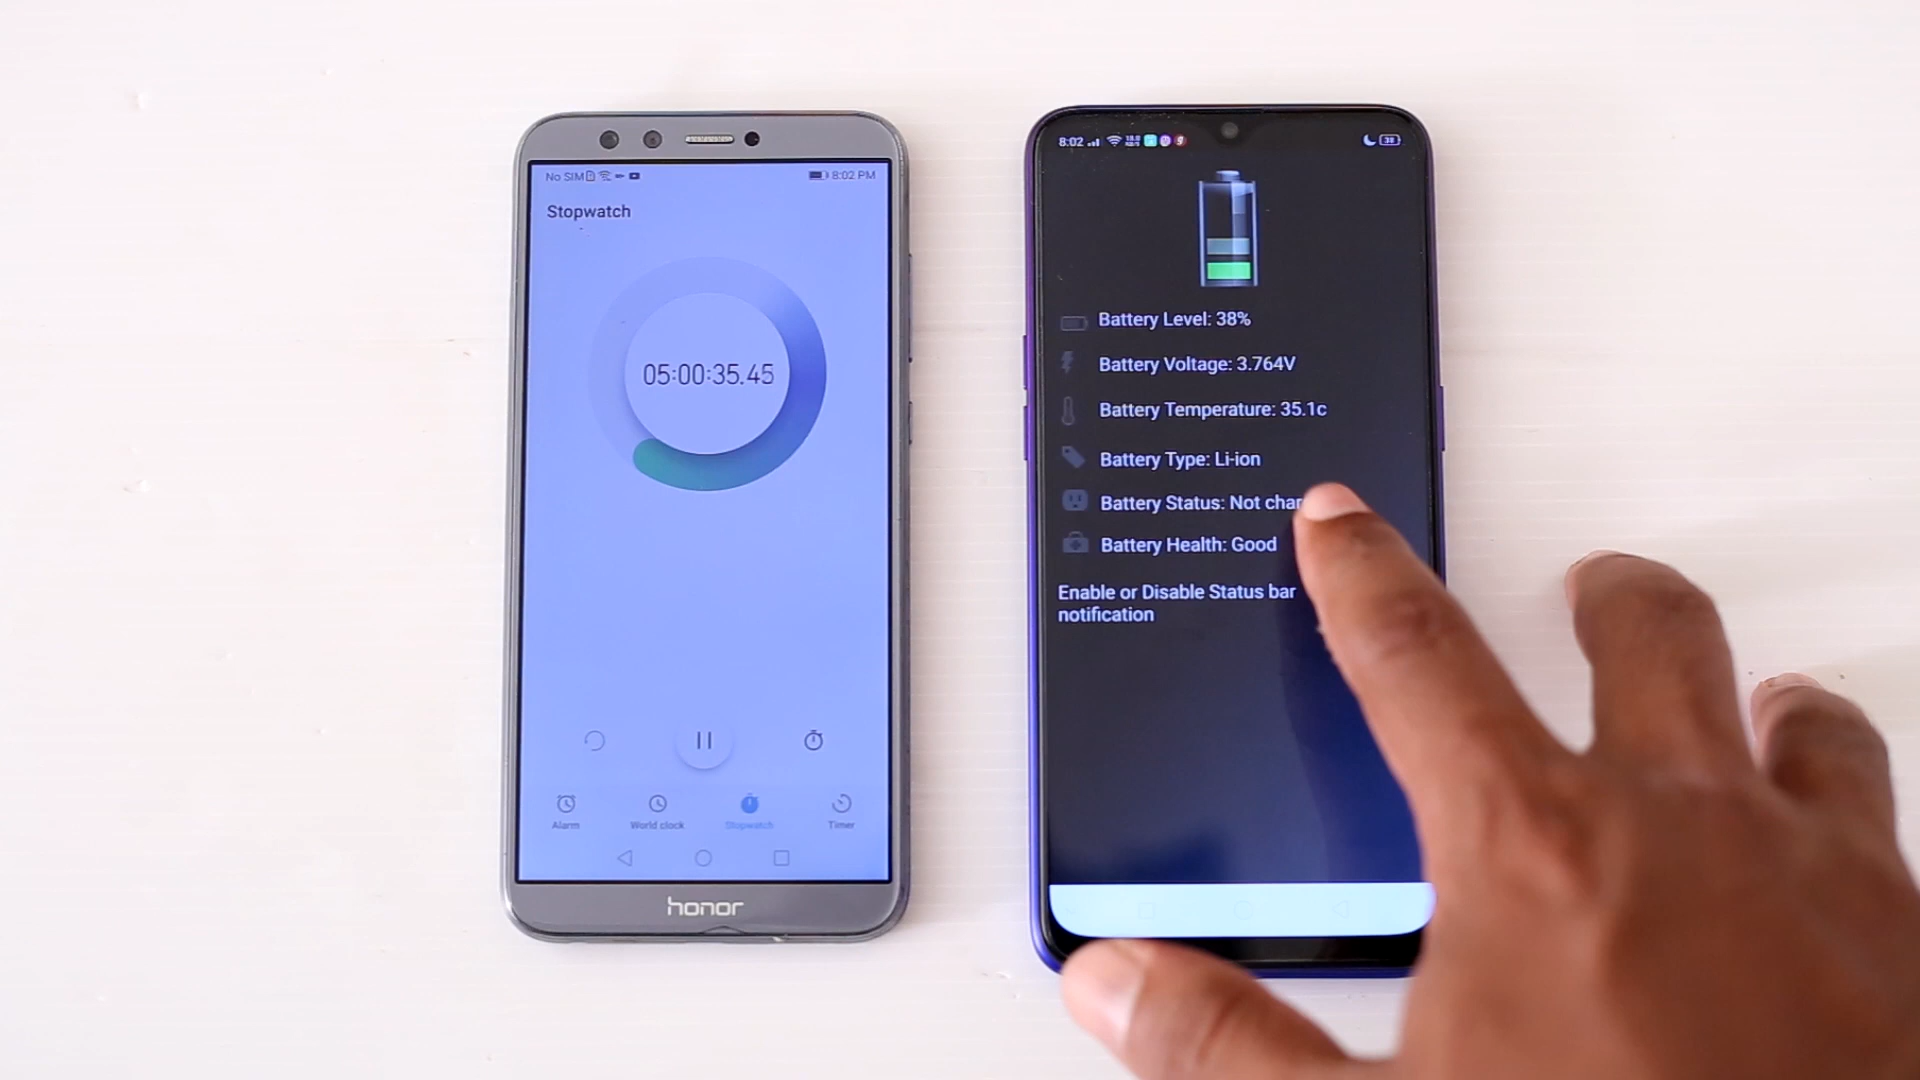 No SIM
8:02 PM
Stopwatch
05:00:35.45
Alarm
World clock
Stopwatch
Timer
honor
8:02
38
Battery Level: 38%
Battery Voltage: 3.764V
Battery Temperature: 35.1c
Battery Type: Li-ion
Battery Status: Not char
Battery Health: Good
Enable or Disable Status bar
notification